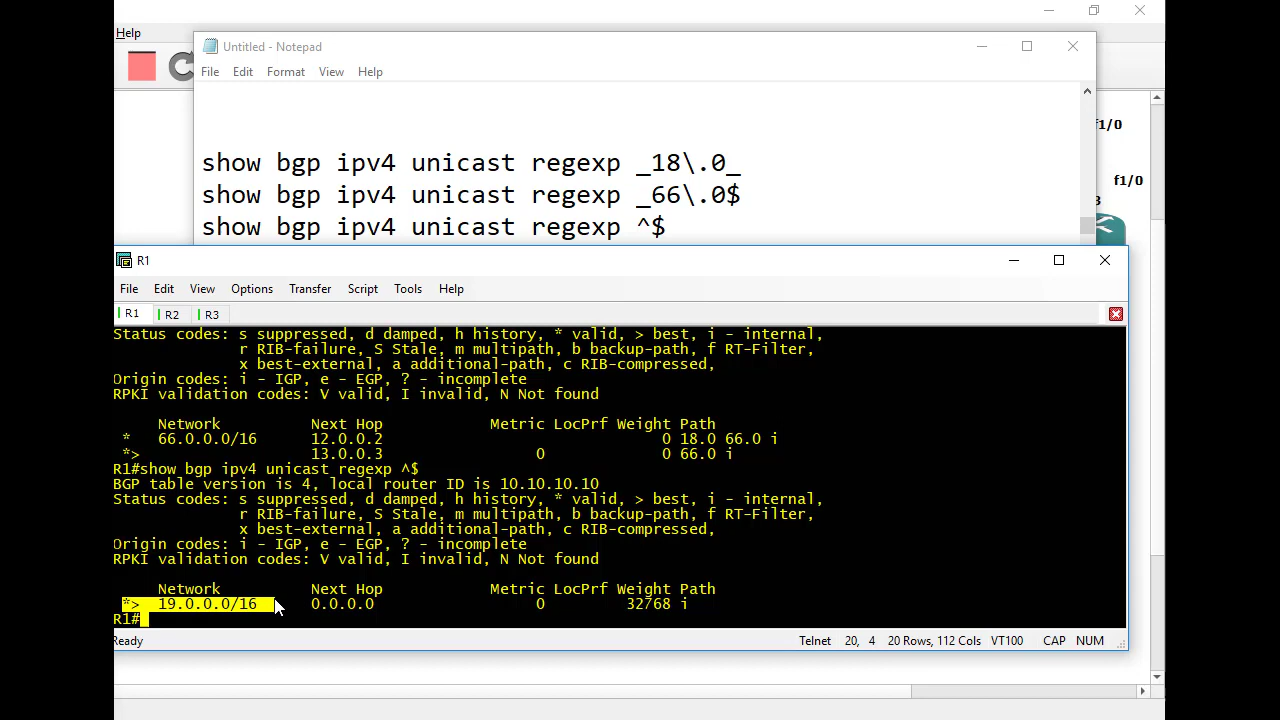 Help
Untitled - Notepad
File Edit Format View Help
f1/0
f1/0
3
show bgp ipv4 unicast regexp _18\.0_
show bgp ipv4 unicast regexp _66\.0$
show bgp ipv4 unicast regexp ^$
R1
File Edit View Options Transfer Script Tools Help
R1 R2 R3
Status codes: s suppressed, d damped, h history, * valid, > best, i - internal,
r RIB-failure, S Stale, m multipath, b backup-path, f RT-Filter,
x best-external, a additional-path, c RIB-compressed,
Origin codes: i - IGP, e - EGP, ? - incomplete
RPKI validation codes: V valid, I invalid, N Not found
Network Next Hop Metric LocPrf Weight Path
* 66.0.0.0/16 12.0.0.2 0 18.0 66.0 i
*> 13.0.0.3 0 0 66.0 i
R1#show bgp ipv4 unicast regexp ^$
BGP table version is 4, local router ID is 10.10.10.10
Status codes: s suppressed, d damped, h history, * valid, > best, i - internal,
r RIB-failure, S Stale, m multipath, b backup-path, f RT-Filter,
x best-external, a additional-path, c RIB-compressed,
Origin codes: i - IGP, e - EGP, ? - incomplete
RPKI validation codes: V valid, I invalid, N Not found
Network Next Hop Metric LocPrf Weight Path
*> 19.0.0.0/16 0.0.0.0 0 32768 i
R1#
Ready Telnet 20, 4 20 Rows, 112 Cols VT100 CAP NUM